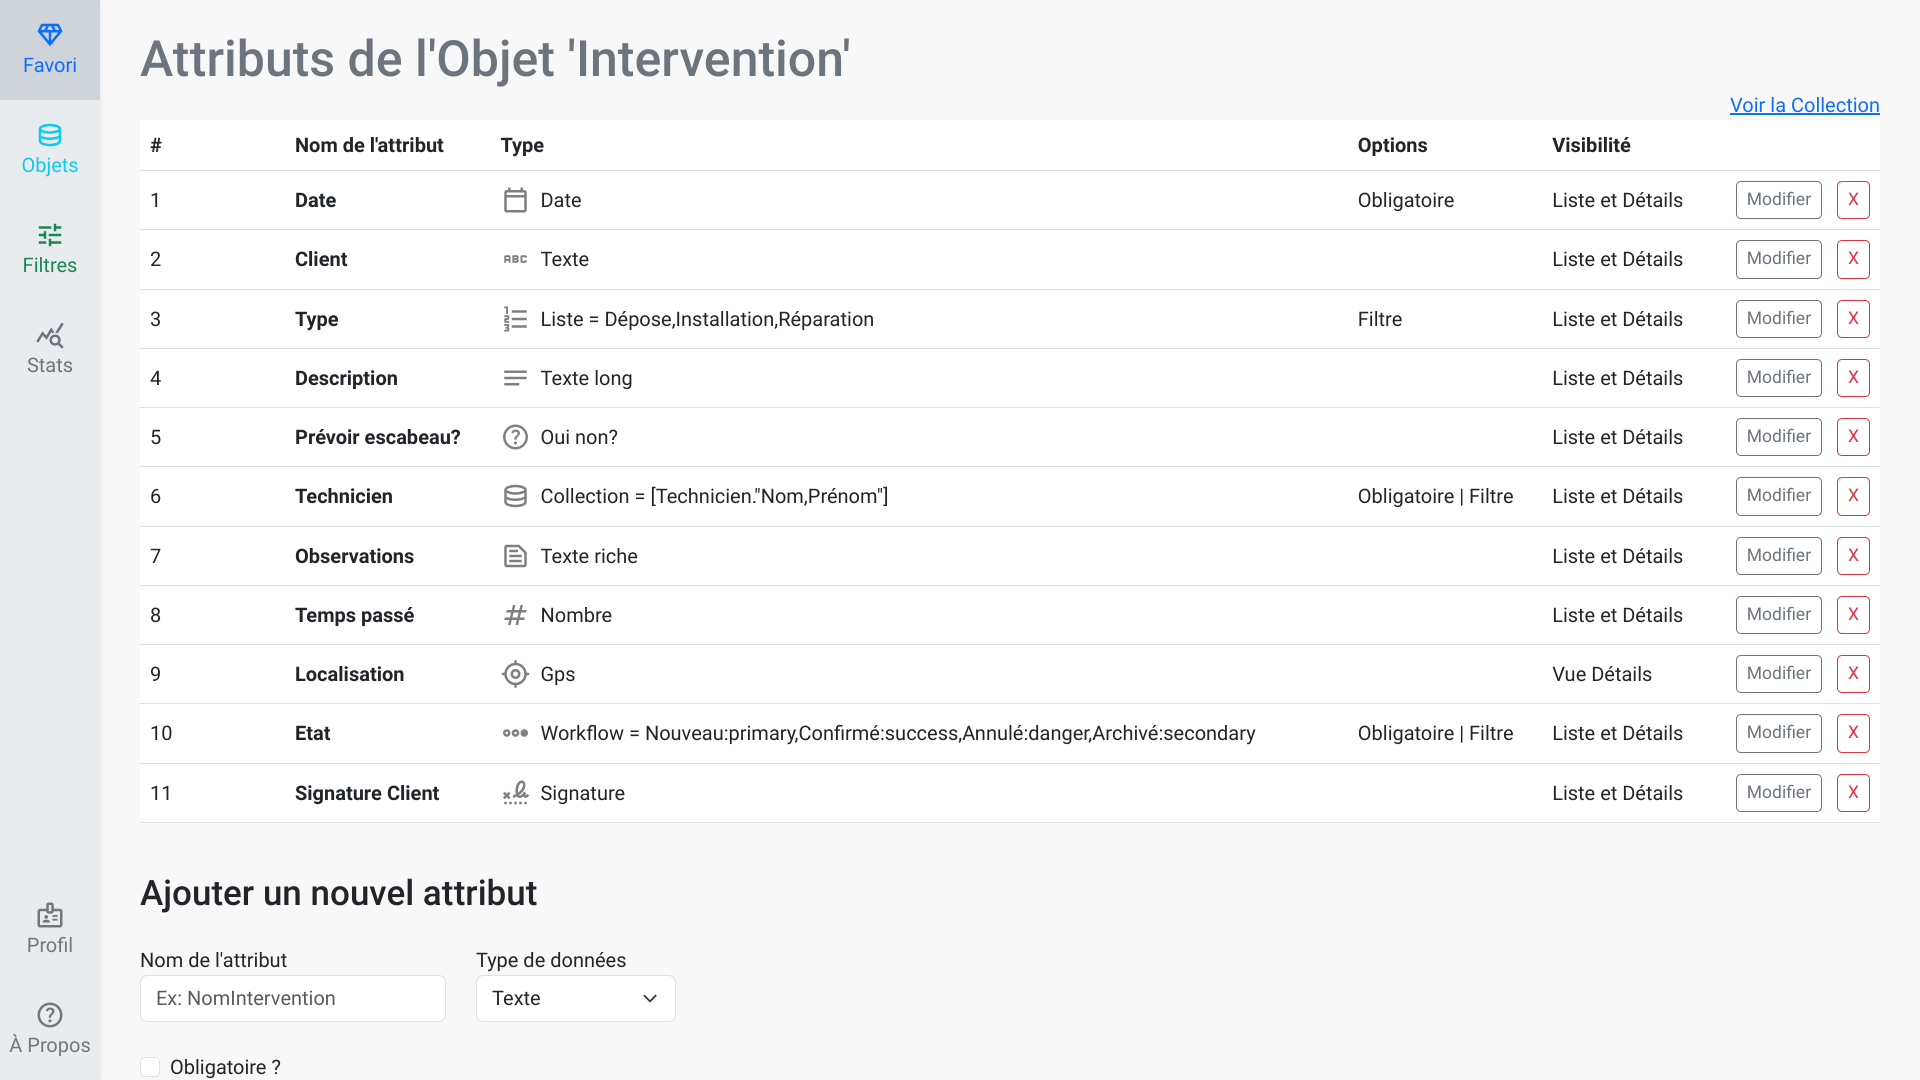 Favori
Objets
Filtres
Stats
Profil
À Propos
Attributs de l'Objet 'Intervention'
Voir la Collection
# Nom de l'attribut Type Options Visibilité
1 Date Date Obligatoire Liste et Détails Modifier X
2 Client ABC Texte Liste et Détails Modifier X
3 Type 1 2 3 Liste = Dépose,Installation,Réparation Filtre Liste et Détails Modifier X
4 Description Texte long Liste et Détails Modifier X
5 Prévoir escabeau? ? Oui non? Liste et Détails Modifier X
6 Technicien Collection = [Technicien."Nom,Prénom"] Obligatoire | Filtre Liste et Détails Modifier X
7 Observations Texte riche Liste et Détails Modifier X
8 Temps passé # Nombre Liste et Détails Modifier X
9 Localisation Gps Vue Détails Modifier X
10 Etat Workflow = Nouveau:primary,Confirmé:success,Annulé:danger,Archivé:secondary Obligatoire | Filtre Liste et Détails Modifier X
11 Signature Client Signature Liste et Détails Modifier X
Ajouter un nouvel attribut
Nom de l'attribut Type de données
Ex: NomIntervention Texte
Obligatoire ?